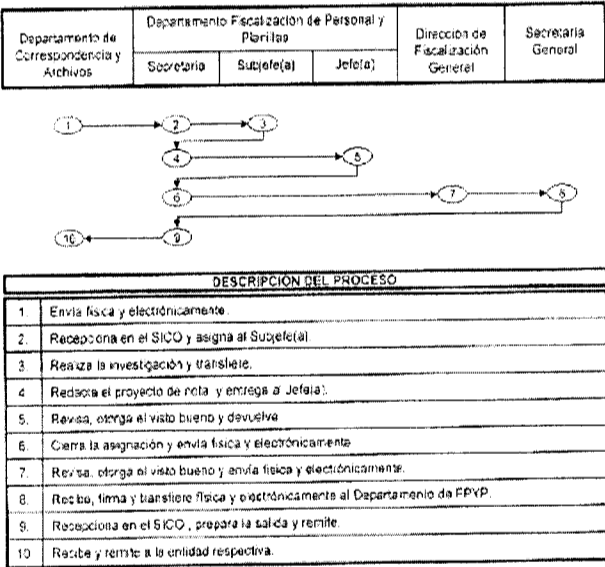 Departamento de
Correspondencia y
Archivos
Departamento Fiscalización de Personal y
Planillas
Secretaria
Subjefe(a)
Jefe(a)
Dirección de
Fiscalización
General
Secretaría
General
1
2
3
4
5
6
7
8
10
9
DESCRIPCIÓN DEL PROCESO
1. Envía física y electrónicamente.
2. Recepciona en el SICO y asigna al Subjefe(a)
3. Realiza la investigación y transfiere.
4 Redacta el proyecto de nota y entrega a Jefe(a).
5. Revisa, otorga el visto bueno y devuelve
6. Cierra la asignación y envía física y electrónicamente
7. Revisa, otorga el visto bueno y envía física y electrónicamente.
8. Recibe, firma y transfiere física y electrónicamente al Departamento de FPYP.
9. Recepciona en el SICO, prepara la salida y remite.
10 Recibe y remite a la entidad respectiva.